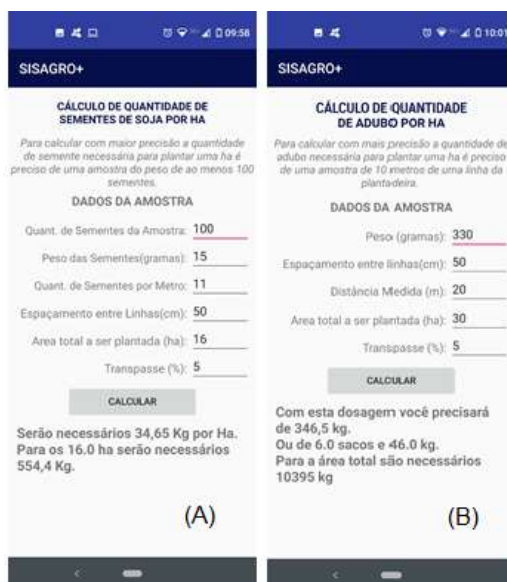 09:58
SISAGRO+
CÁLCULO DE QUANTIDADE DE
SEMENTES DE SOJA POR HA
Para calcular com maior precisão a quantidade
de semente necessária para plantar uma ha é
preciso de uma amostra do peso de ao menos 100
sementes.
DADOS DA AMOSTRA
Quant. de Sementes da Amostra: 100
Peso das Sementes(gramas): 15
Quant. de Sementes por Metro: 11
Espaçamento entre Linhas(cm): 50
Area total a ser plantada (ha): 16
Transpasse (%): 5
CALCULAR
Serão necessários 34,65 Kg por Ha.
Para os 16.0 ha serão necessários
554,4 Kg.
(A)
10:01
SISAGRO+
CÁLCULO DE QUANTIDADE
DE ADUBO POR HA
Para calcular com mais precisão a quantidade de
adubo necessária para plantar uma ha é preciso
de uma amostra de 10 metros de uma linha da
plantadeira.
DADOS DA AMOSTRA
Peso (gramas): 330
Espaçamento entre linhas(cm): 50
Distância Medida (m): 20
Area total a ser plantada (ha): 30
Transpasse (%): 5
CALCULAR
Com esta dosagem você precisará
de 346,5 kg.
Ou de 6.0 sacos e 46.0 kg.
Para a área total são necessários
10395 kg
(B)